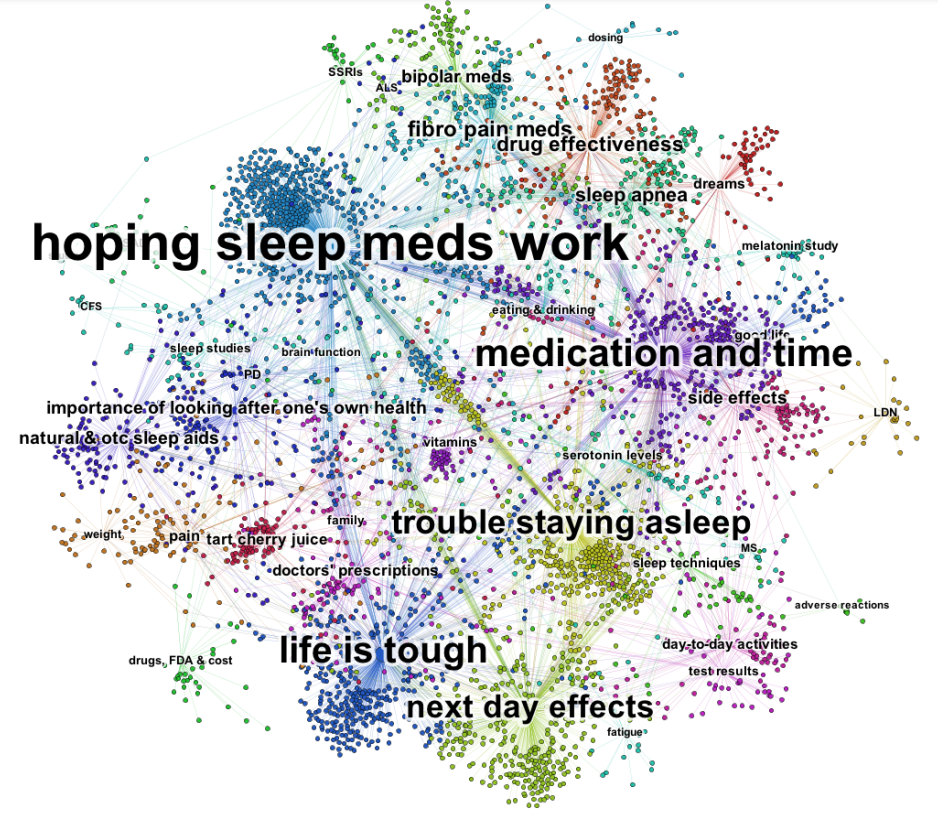 dosing
SSRIs
bipolar meds
ALS
fibro pain meds
drug effectiveness
dreams
sleep apnea
hoping sleep meds work
melatonin study
CFS
eating & drinking
good life
sleep studies
brain function
medication and time
PD
side effects
importance of looking after one's own health
LDN
natural & otc sleep aids
vitamins
serotonin levels
family
trouble staying asleep
weight
pain
tart cherry juice
MS
doctors' prescriptions
sleep techniques
adverse reactions
life is tough
day-to-day activities
drugs, FDA & cost
test results
next day effects
fatigue